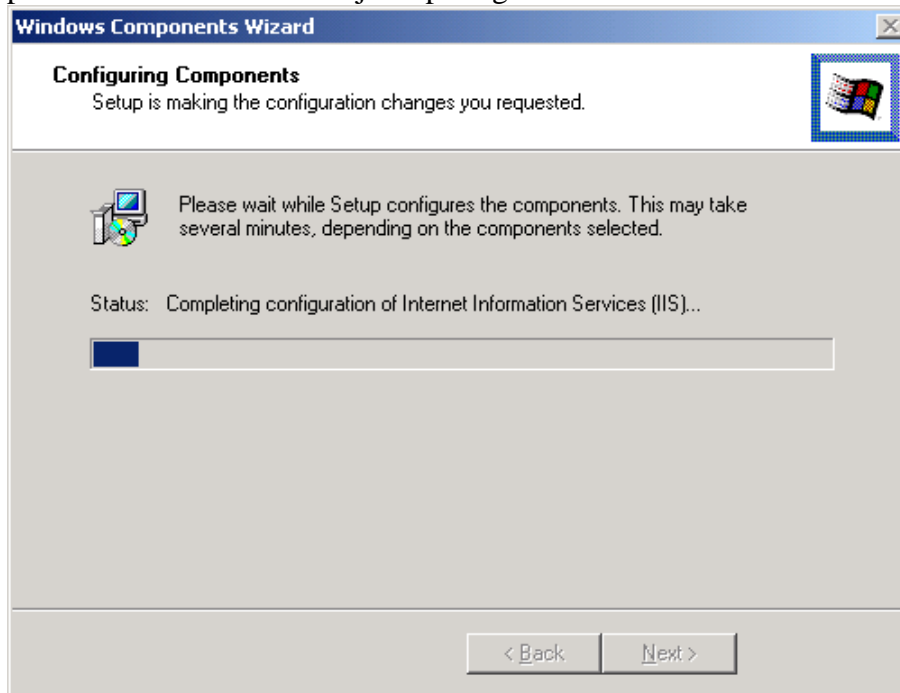 Windows Components Wizard
Configuring Components
Setup is making the configuration changes you requested.
Please wait while Setup configures the components. This may take
several minutes, depending on the components selected.
Status: Completing configuration of Internet Information Services (IIS)...
< Back Next >